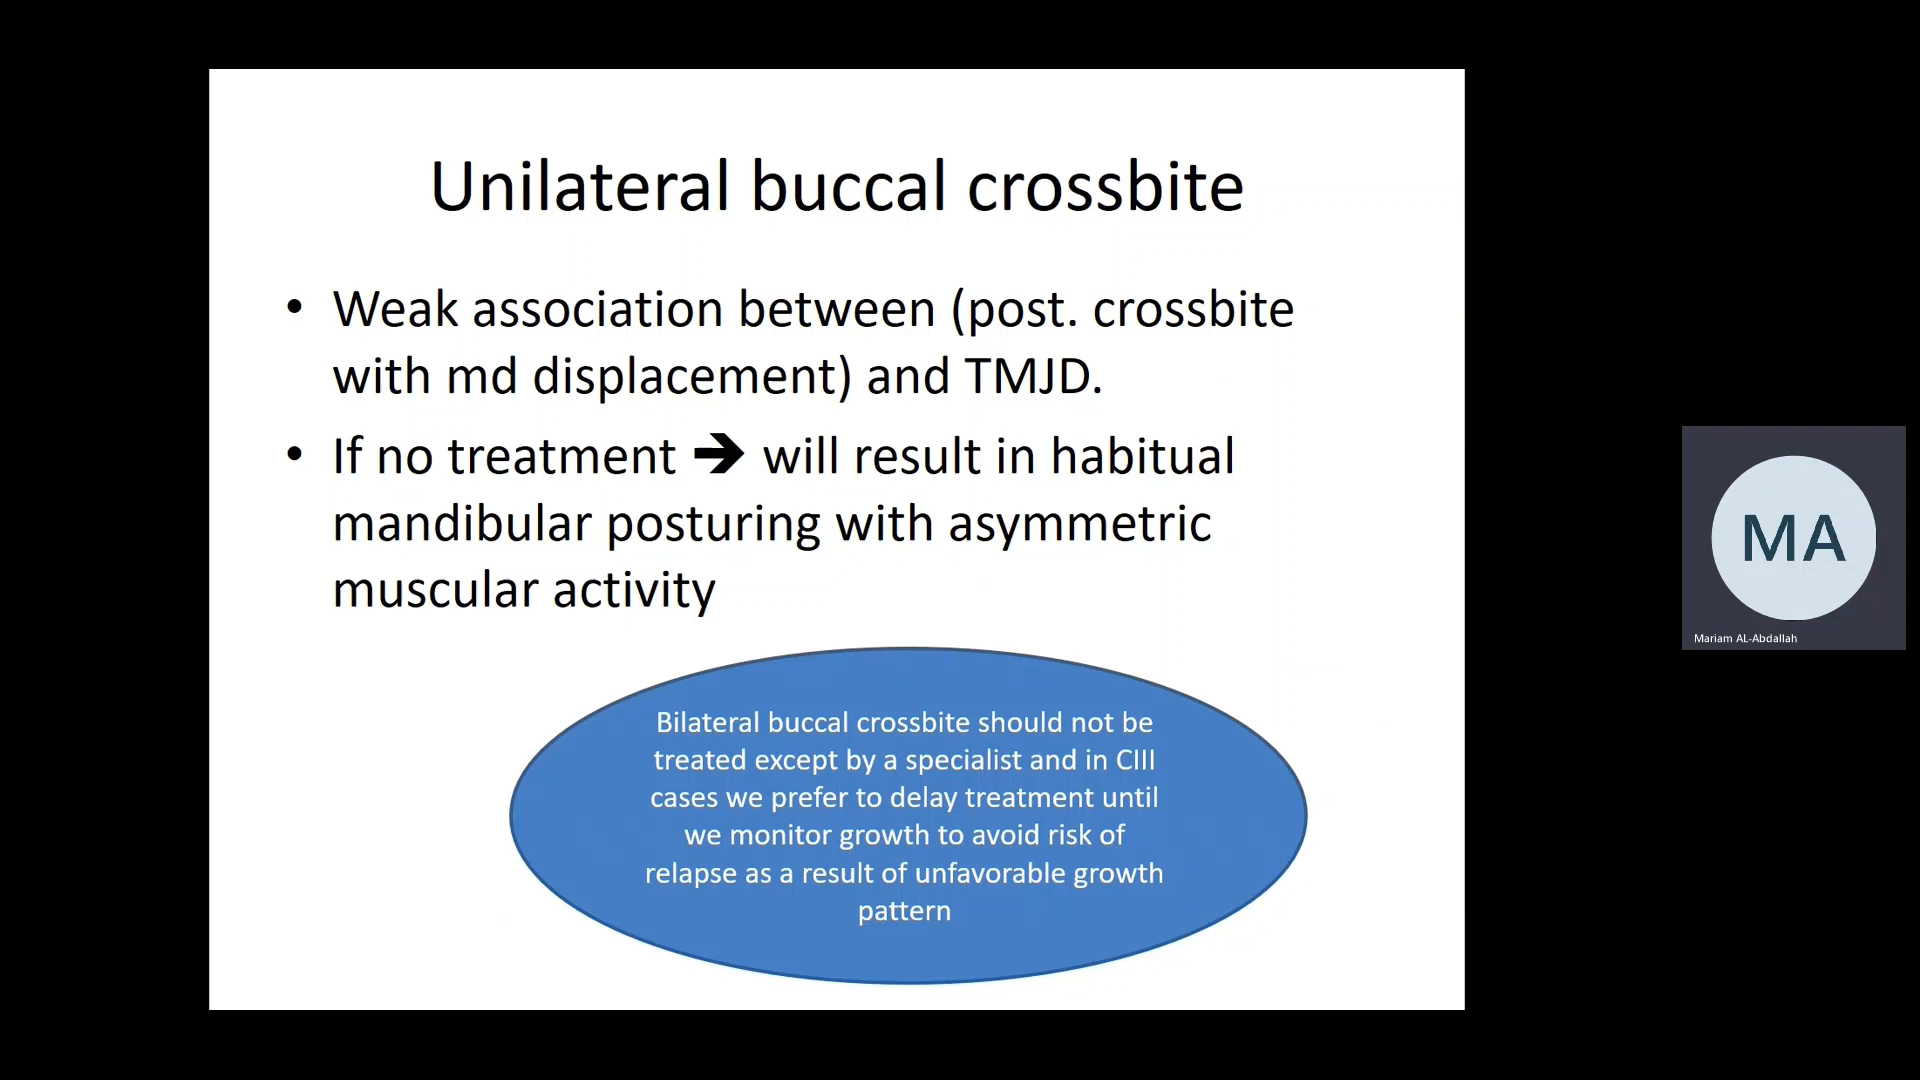 Unilateral buccal crossbite
• Weak association between (post. crossbite
with md displacement) and TMJD.
• If no treatment ➔ will result in habitual
mandibular posturing with asymmetric
muscular activity
Bilateral buccal crossbite should not be
treated except by a specialist and in CIII
cases we prefer to delay treatment until
we monitor growth to avoid risk of
relapse as a result of unfavorable growth
pattern
MA
Mariam AL-Abdallah